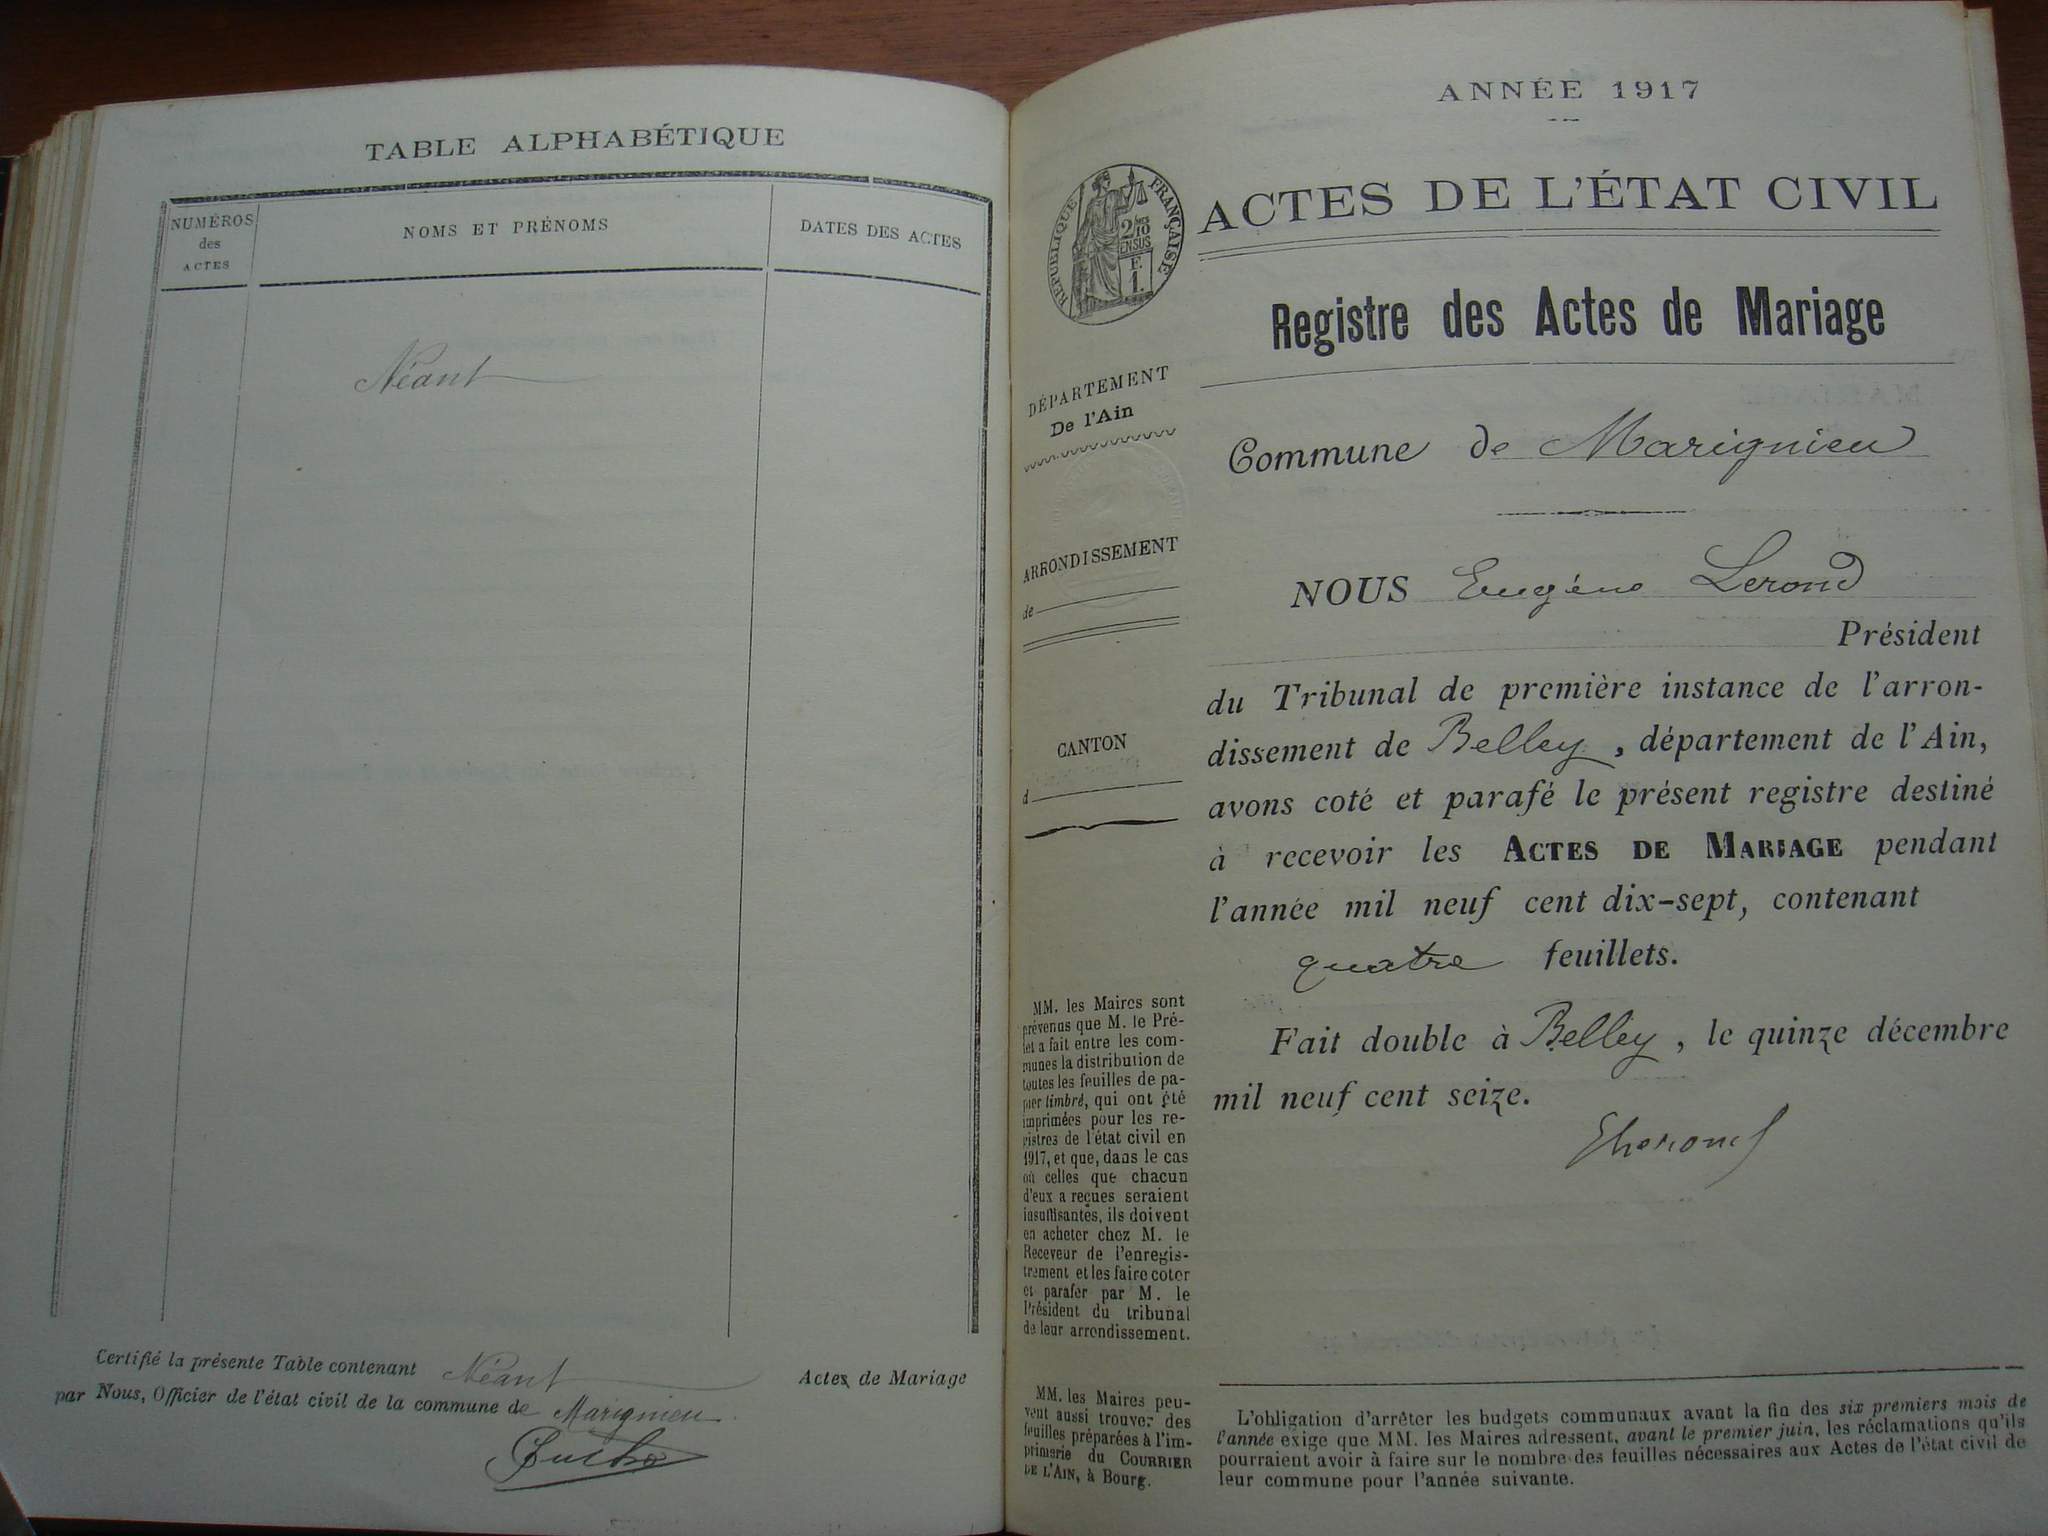 TABLE ALPHABÉTIQUE
NUMÉROS
des
ACTES
NOMS ET PRÉNOMS
DATES DES ACTES
Néant
Certifié la présente Table contenant Néant Actes de Mariage
par Nous, Officier de l'état civil de la commune de Marignieu
ANNÉE 1917
RÉPUBLIQUE FRANÇAISE
2/10
EN SUS
F.
1.
ACTES DE L'ÉTAT CIVIL
Registre des Actes de Mariage
DÉPARTEMENT
De l'Ain
ARRONDISSEMENT
de
CANTON
d
MM. les Maires sont
prévenus que M. le Pré-
fet a fait entre les com-
munes la distribution de
toutes les feuilles de pa-
pier timbré, qui ont été
imprimées pour les re-
gistres de l'état civil en
1917, et que, dans le cas
où celles que chacun
d'eux a reçues seraient
insuffisantes, ils doivent
en acheter chez M. le
Receveur de l'enregis-
trement et les faire coter
et parafer par M. le
Président du tribunal
de leur arrondissement.
MM. les Maires peu-
vent aussi trouver des
feuilles préparées à l'im-
primerie du COURRIER
DE L'AIN, à Bourg.
Commune de Marignieu
NOUS Eugéne Lerond
Président
du Tribunal de première instance de l'arron-
dissement de Belley, département de l'Ain,
avons coté et parafé le présent registre destiné
à recevoir les ACTES DE MARIAGE pendant
l'année mil neuf cent dix-sept, contenant
quatre feuillets.
Fait double à Belley, le quinze décembre
mil neuf cent seize.
L'obligation d'arrêter les budgets communaux avant la fin des six premiers mois de
l'année exige que MM. les Maires adressent, avant le premier juin, les réclamations qu'ils
pourraient avoir à faire sur le nombre des feuilles nécessaires aux Actes de l'état civil de
leur commune pour l'année suivante.